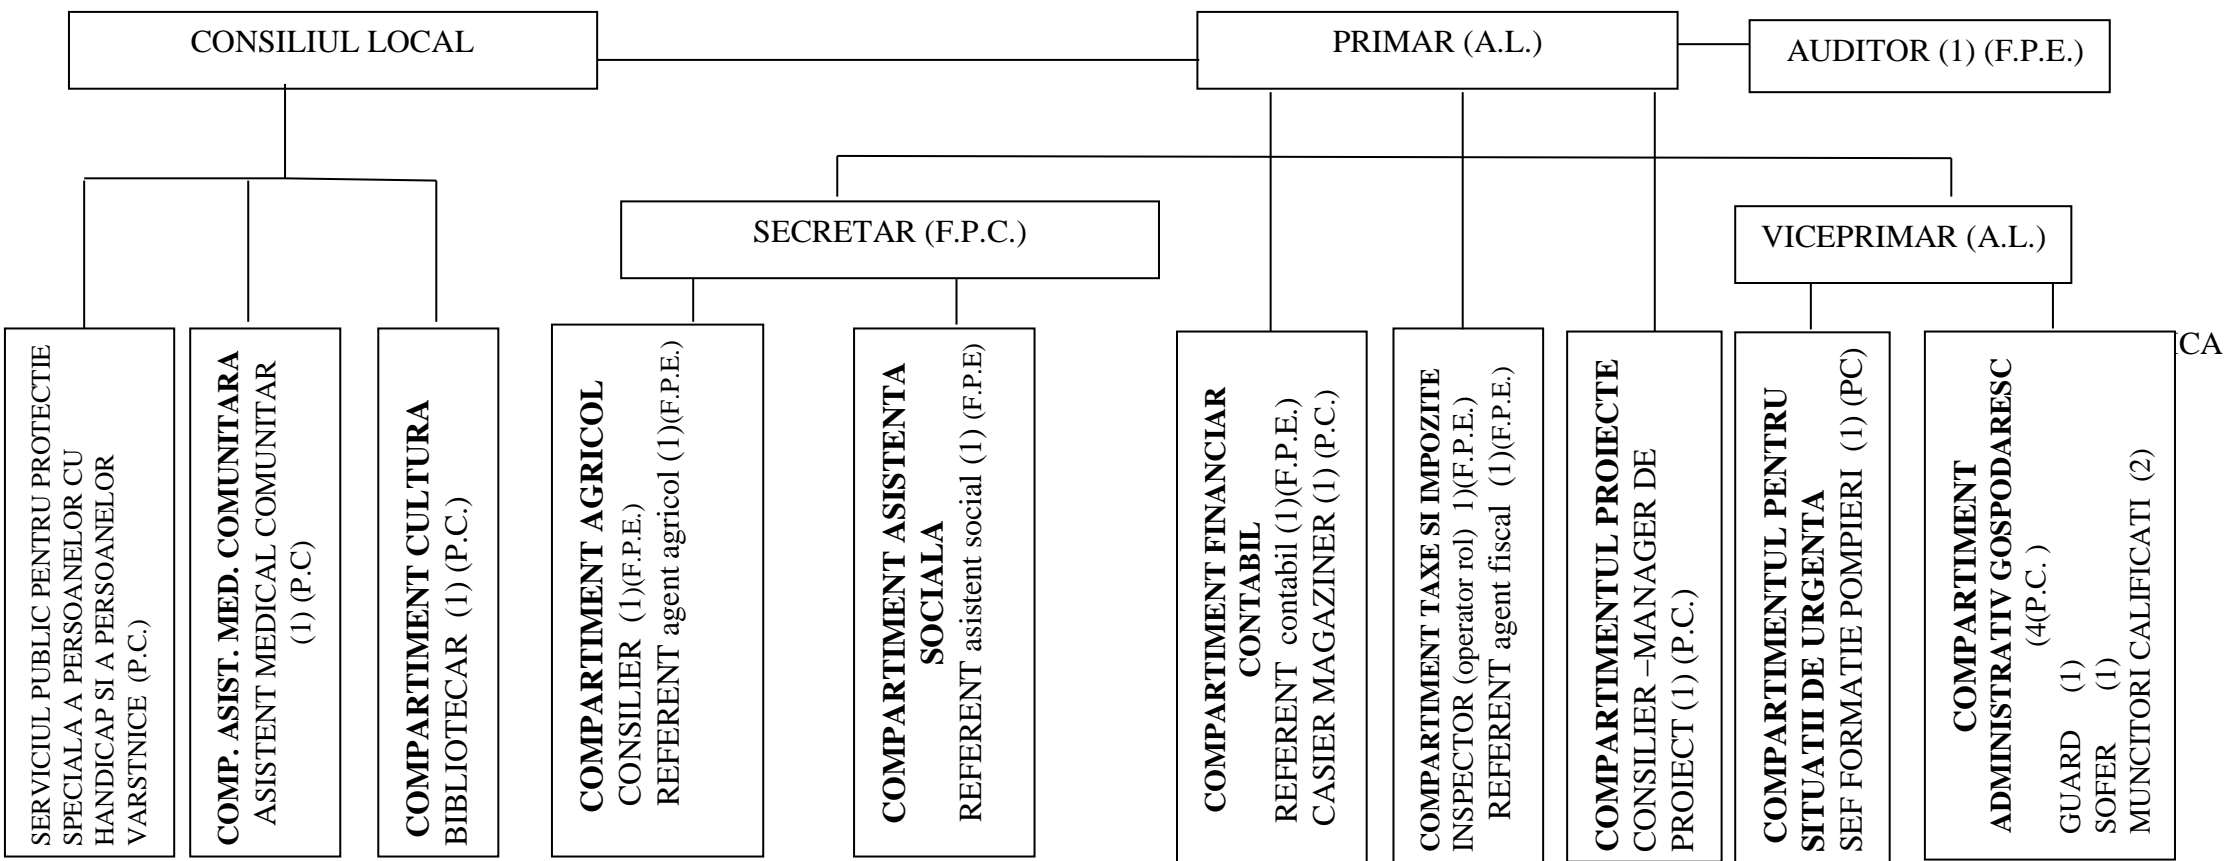 CONSILIUL LOCAL
PRIMAR (A.L.)
AUDITOR (1) (F.P.E.)
SECRETAR (F.P.C.)
VICEPRIMAR (A.L.)
SERVICIUL PUBLIC PENTRU PROTECTIE
SPECIALA A PERSOANELOR CU
HANDICAP SI A PERSOANELOR
VARSTNICE (P.C.)
COMP. ASIST. MED. COMUNITARA
ASISTENT MEDICAL COMUNITAR
(1) (P.C)
COMPARTIMENT CULTURA
BIBLIOTECAR (1) (P.C.)
COMPARTIMENT AGRICOL
CONSILIER (1)(F.P.E.)
REFERENT agent agricol (1)(F.P.E.)
COMPARTIMENT ASISTENTA
SOCIALA
REFERENT asistent social (1) (F.P.E)
COMPARTIMENT FINANCIAR
CONTABIL
REFERENT contabil (1)(F.P.E.)
CASIER MAGAZINER (1) (P.C.)
COMPARTIMENT TAXE SI IMPOZITE
INSPECTOR (operator rol) 1)(F.P.E.)
REFERENT agent fiscal (1)(F.P.E.)
COMPARTIMENTUL PROIECTE
CONSILIER –MANAGER DE
PROIECT (1) (P.C.)
COMPARTIMENTUL PENTRU
SITUATII DE URGENTA
SEF FORMATIE POMPIERI (1) (PC)
COMPARTIMENT
ADMINISTRATIV GOSPODARESC
(4(P.C. )
GUARD (1)
SOFER (1)
MUNCITORI CALIFICATI (2)